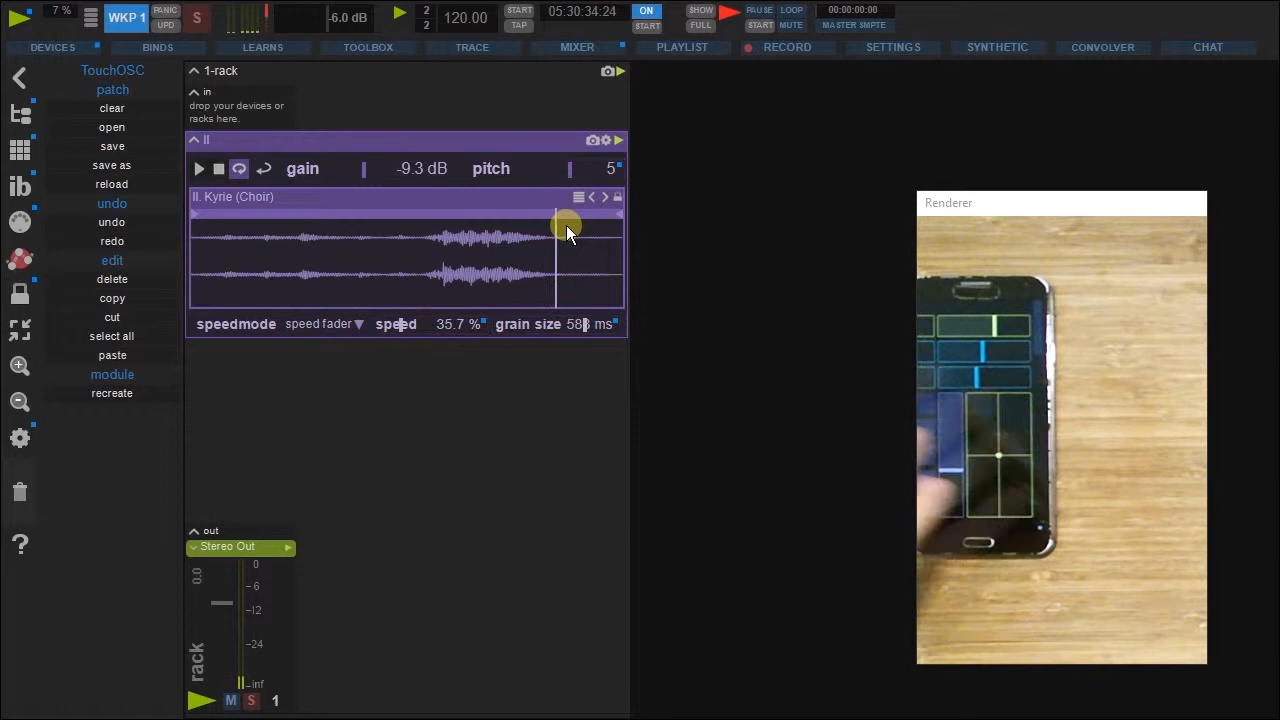 7 %
WKP 1
PANIC
UPD
S
-6.0 dB
2
2
120.00
START
TAP
05:30:34:24
ON
START
SHOW
FULL
PAUSE
LOOP
START
MUTE
00:00:00:00
MASTER SMPTE
DEVICES
BINDS
LEARNS
TOOLBOX
TRACE
MIXER
PLAYLIST
RECORD
SETTINGS
SYNTHETIC
CONVOLVER
CHAT
TouchOSC
patch
clear
open
save
save as
reload
undo
undo
redo
edit
delete
copy
cut
select all
paste
module
recreate
ib
?
1-rack
in
drop your devices or
racks here.
II
gain -9.3 dB pitch 5
II. Kyrie (Choir)
speedmode speed fader speed 35.7 % grain size 583 ms
out
Stereo Out
0.0
0
-6
-12
-24
-inf
rack
M S 1
Renderer